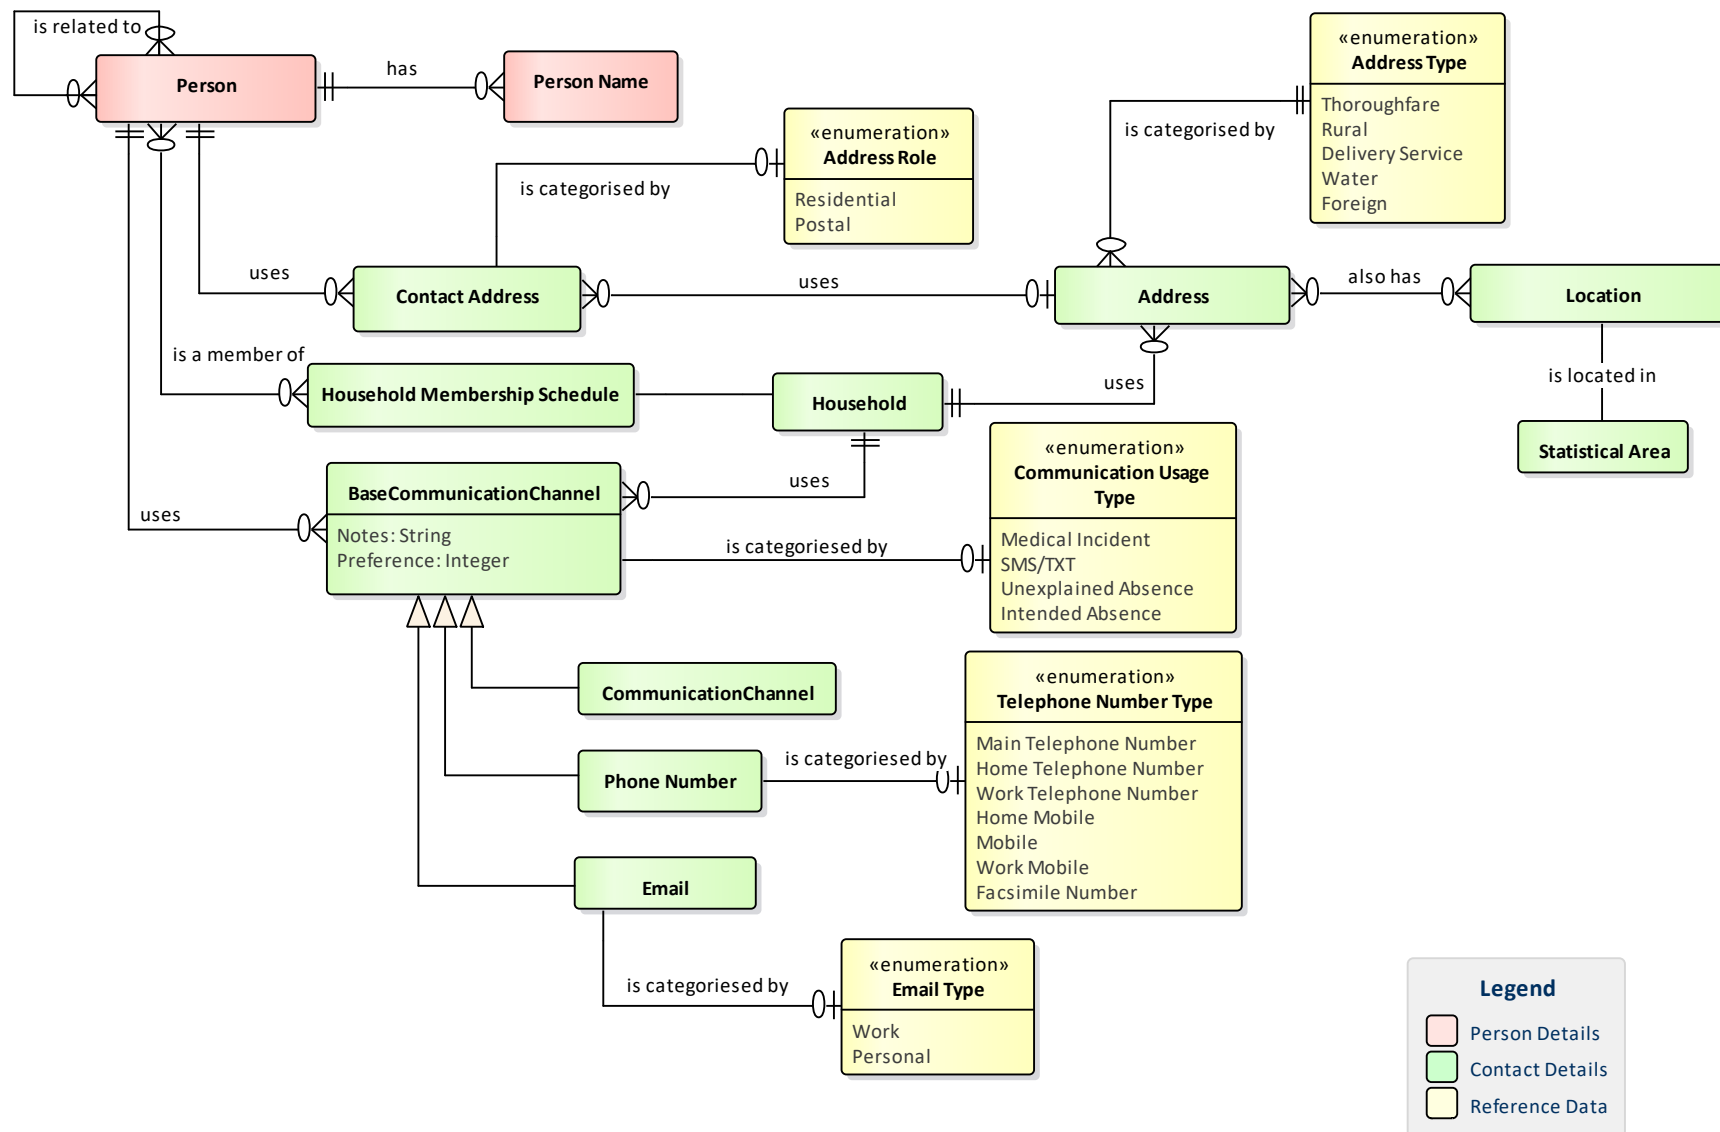 is related to
Person
has
Person Name
«enumeration»
Address Type
Thoroughfare
Rural
Delivery Service
Water
Foreign
is categorised by
«enumeration»
Address Role
Residential
Postal
is categorised by
uses
Contact Address
uses
Address
also has
Location
is a member of
Household Membership Schedule
Household
uses
is located in
Statistical Area
BaseCommunicationChannel
Notes: String
Preference: Integer
uses
uses
«enumeration»
Communication Usage
Type
Medical Incident
SMS/TXT
Unexplained Absence
Intended Absence
is categoriesed by
CommunicationChannel
Phone Number
is categoriesed by
«enumeration»
Telephone Number Type
Main Telephone Number
Home Telephone Number
Work Telephone Number
Home Mobile
Mobile
Work Mobile
Facsimile Number
Email
is categoriesed by
«enumeration»
Email Type
Work
Personal
Legend
Person Details
Contact Details
Reference Data